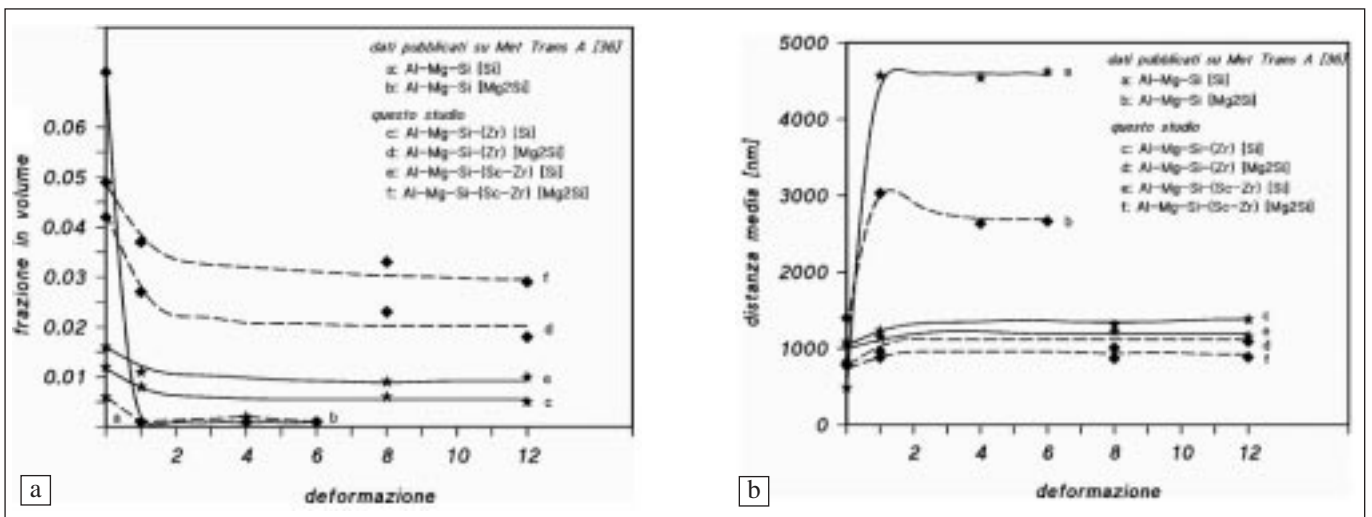 dati pubblicati su Met Trans A [36]
a: Al-Mg-Si [Si]
b: Al-Mg-Si [Mg2Si]
questo studio
c: Al-Mg-Si-(Zr) [Si]
d: Al-Mg-Si-(Zr) [Mg2Si]
e: Al-Mg-Si-(Sc-Zr) [Si]
f: Al-Mg-Si-(Sc-Zr) [Mg2Si]
0.06
0.05
0.04
0.03
0.02
0.01
frazione in volume
f
d
e
c
a
b
2 4 6 8 10 12
deformazione
a
5000
4000
3000
2000
1000
0
distanza media [nm]
dati pubblicati su Met Trans A [36]
a: Al-Mg-Si [Si]
b: Al-Mg-Si [Mg2Si]
questo studio
c: Al-Mg-Si-(Zr) [Si]
d: Al-Mg-Si-(Zr) [Mg2Si]
e: Al-Mg-Si-(Sc-Zr) [Si]
f: Al-Mg-Si-(Sc-Zr) [Mg2Si]
a
b
c
e
d
f
0 2 4 6 8 10 12
deformazione
b